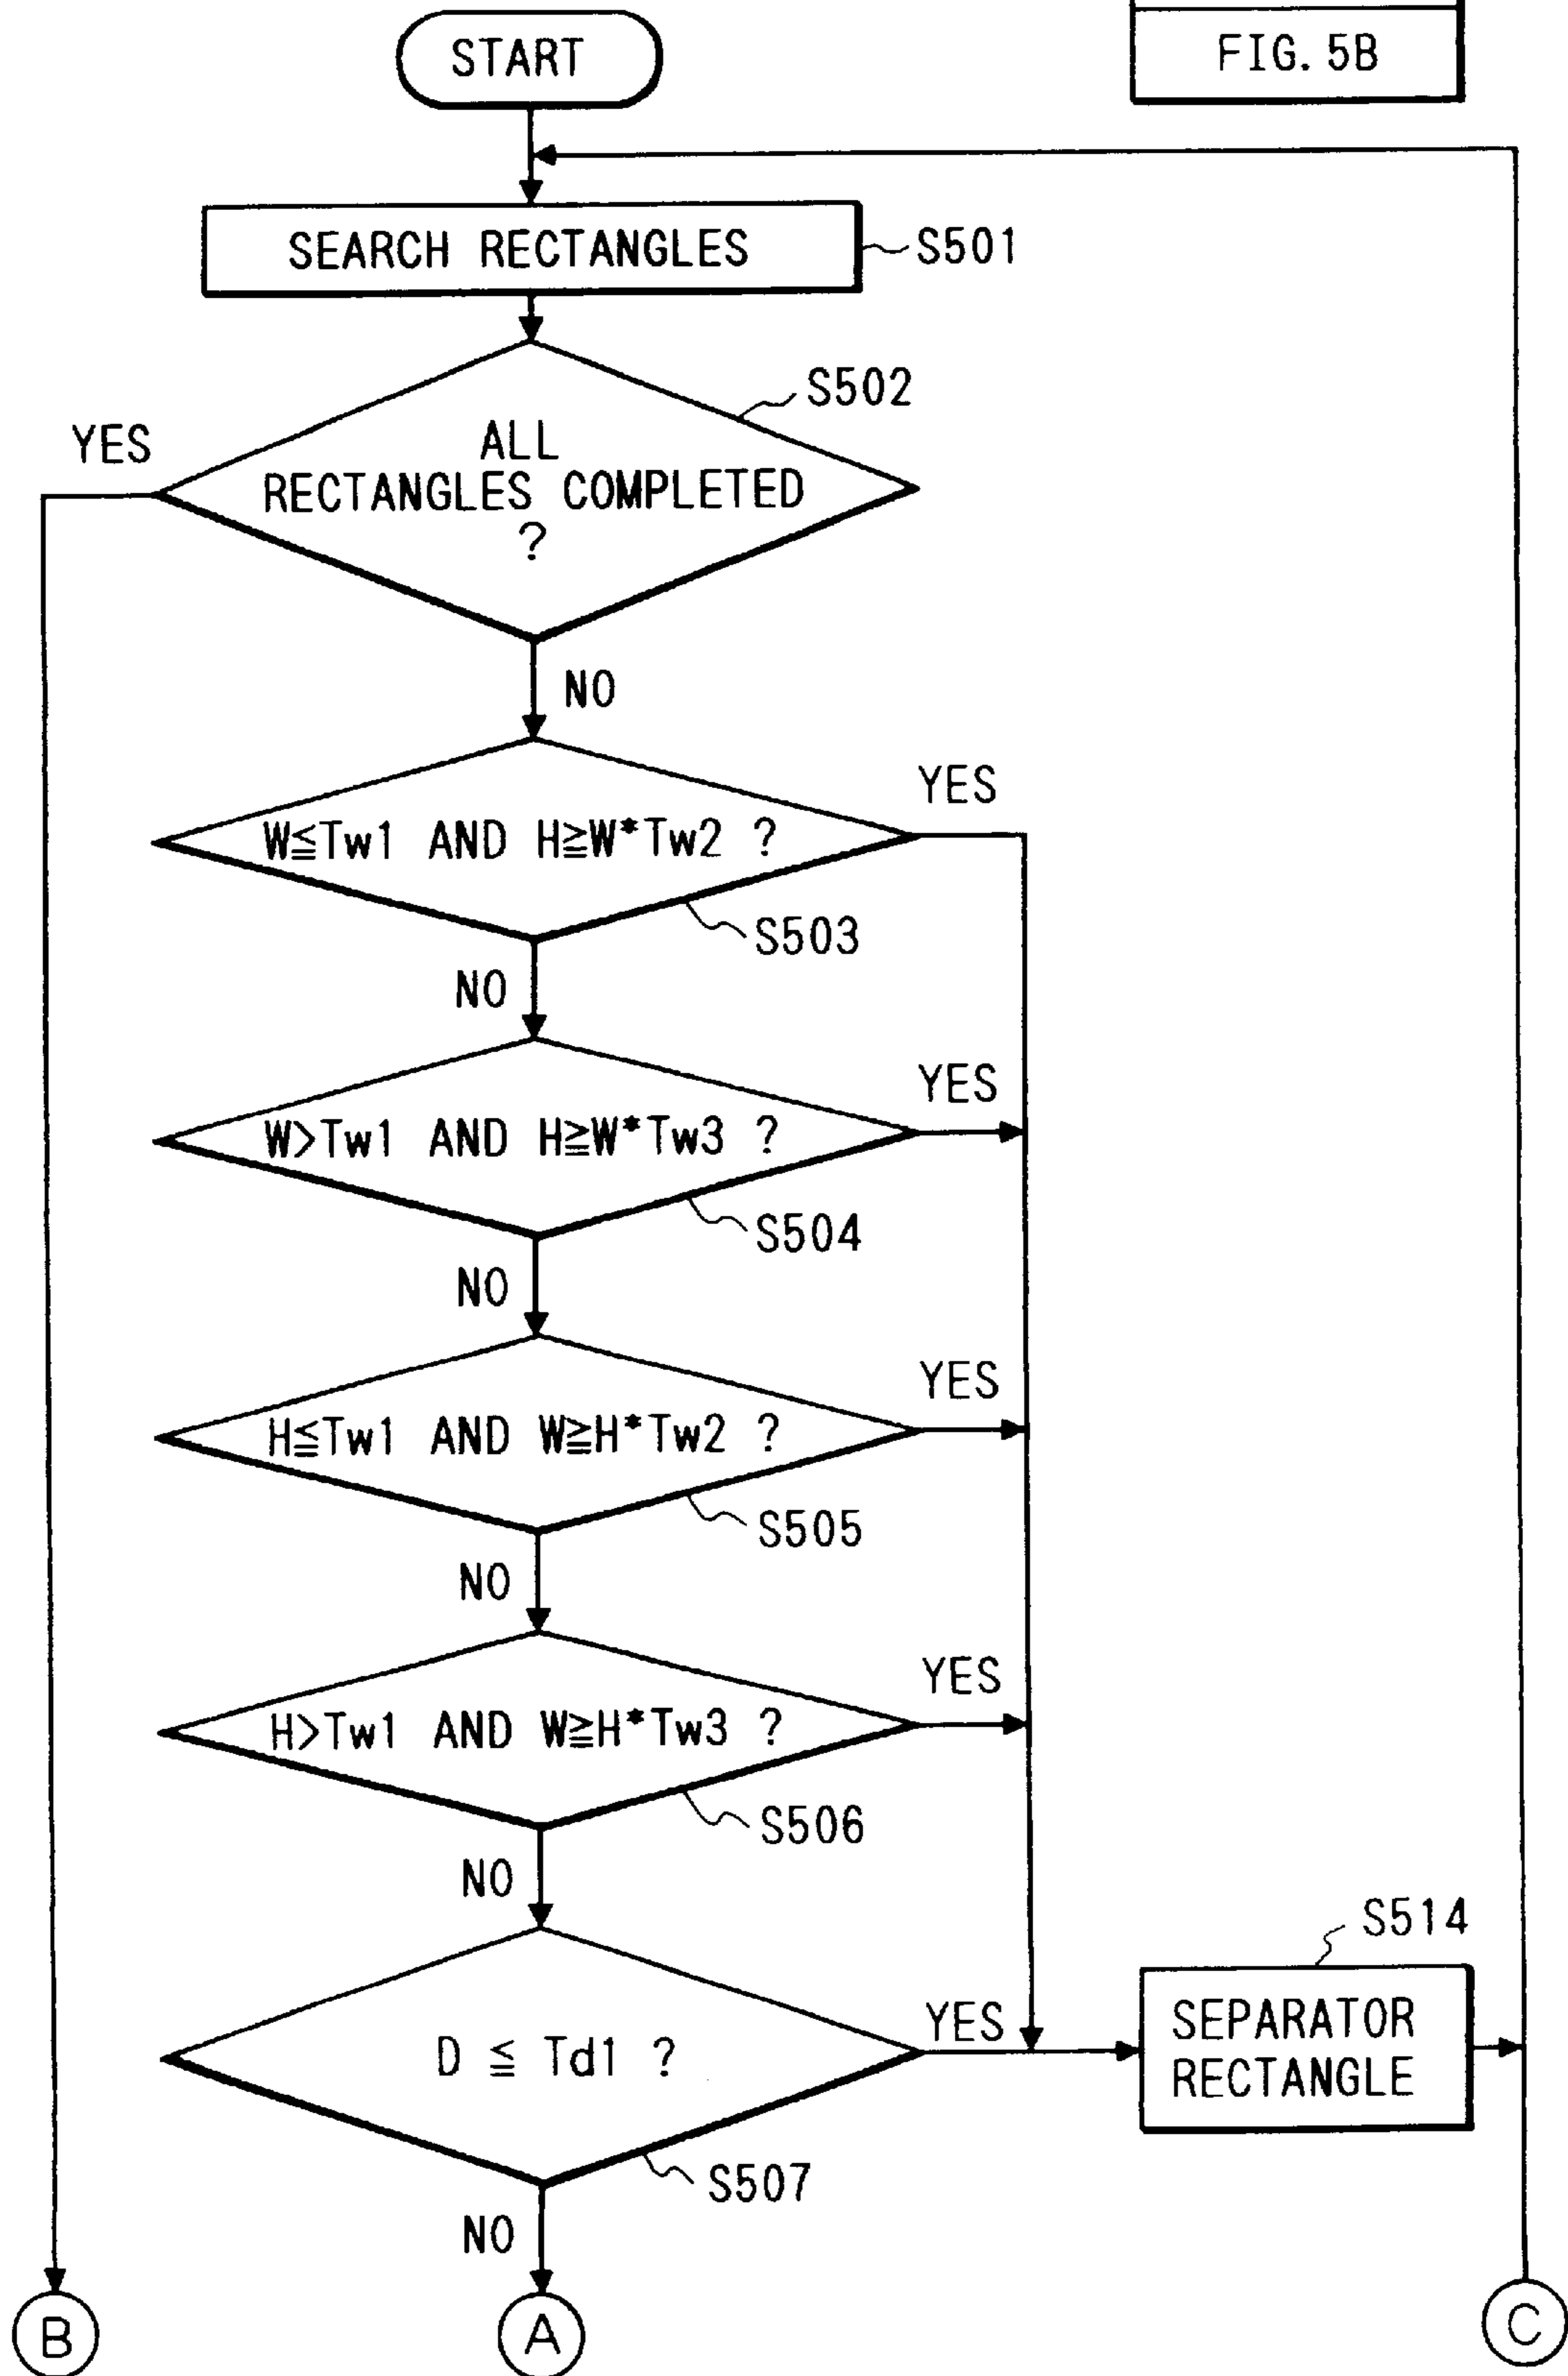 FIG. 5B
START
SEARCH RECTANGLES
S501
S502
YES
ALL
RECTANGLES COMPLETED
?
NO
YES
W≦Tw1 AND H≧W*Tw2 ?
S503
NO
YES
W>Tw1 AND H≧W*Tw3 ?
S504
NO
YES
H≦Tw1 AND W≧H*Tw2 ?
S505
NO
YES
H>Tw1 AND W≧H*Tw3 ?
S506
NO
S514
YES
SEPARATOR
RECTANGLE
D ≦ Td1 ?
S507
NO
B
A
C